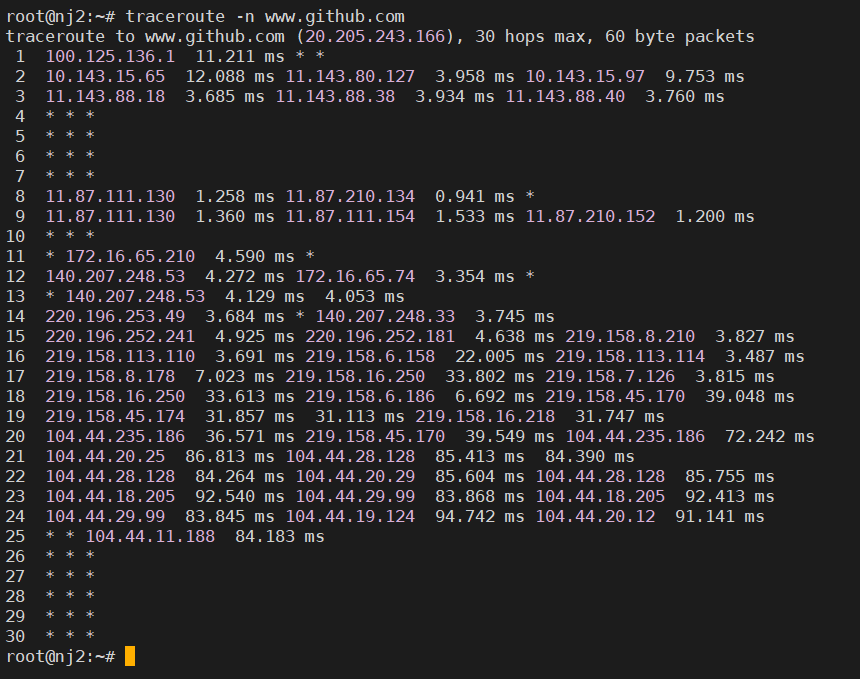 root@nj2:~# traceroute -n www.github.com
traceroute to www.github.com (20.205.243.166), 30 hops max, 60 byte packets
 1  100.125.136.1  11.211 ms * *
 2  10.143.15.65  12.088 ms 11.143.80.127  3.958 ms 10.143.15.97  9.753 ms
 3  11.143.88.18  3.685 ms 11.143.88.38  3.934 ms 11.143.88.40  3.760 ms
 4  * * *
 5  * * *
 6  * * *
 7  * * *
 8  11.87.111.130  1.258 ms 11.87.210.134  0.941 ms *
 9  11.87.111.130  1.360 ms 11.87.111.154  1.533 ms 11.87.210.152  1.200 ms
10  * * *
11  * 172.16.65.210  4.590 ms *
12  140.207.248.53  4.272 ms 172.16.65.74  3.354 ms *
13  * 140.207.248.53  4.129 ms  4.053 ms
14  220.196.253.49  3.684 ms * 140.207.248.33  3.745 ms
15  220.196.252.241  4.925 ms 220.196.252.181  4.638 ms 219.158.8.210  3.827 ms
16  219.158.113.110  3.691 ms 219.158.6.158  22.005 ms 219.158.113.114  3.487 ms
17  219.158.8.178  7.023 ms 219.158.16.250  33.802 ms 219.158.7.126  3.815 ms
18  219.158.16.250  33.613 ms 219.158.6.186  6.692 ms 219.158.45.170  39.048 ms
19  219.158.45.174  31.857 ms  31.113 ms 219.158.16.218  31.747 ms
20  104.44.235.186  36.571 ms 219.158.45.170  39.549 ms 104.44.235.186  72.242 ms
21  104.44.20.25  86.813 ms 104.44.28.128  85.413 ms  84.390 ms
22  104.44.28.128  84.264 ms 104.44.20.29  85.604 ms 104.44.28.128  85.755 ms
23  104.44.18.205  92.540 ms 104.44.29.99  83.868 ms 104.44.18.205  92.413 ms
24  104.44.29.99  83.845 ms 104.44.19.124  94.742 ms 104.44.20.12  91.141 ms
25  * * 104.44.11.188  84.183 ms
26  * * *
27  * * *
28  * * *
29  * * *
30  * * *
root@nj2:~#